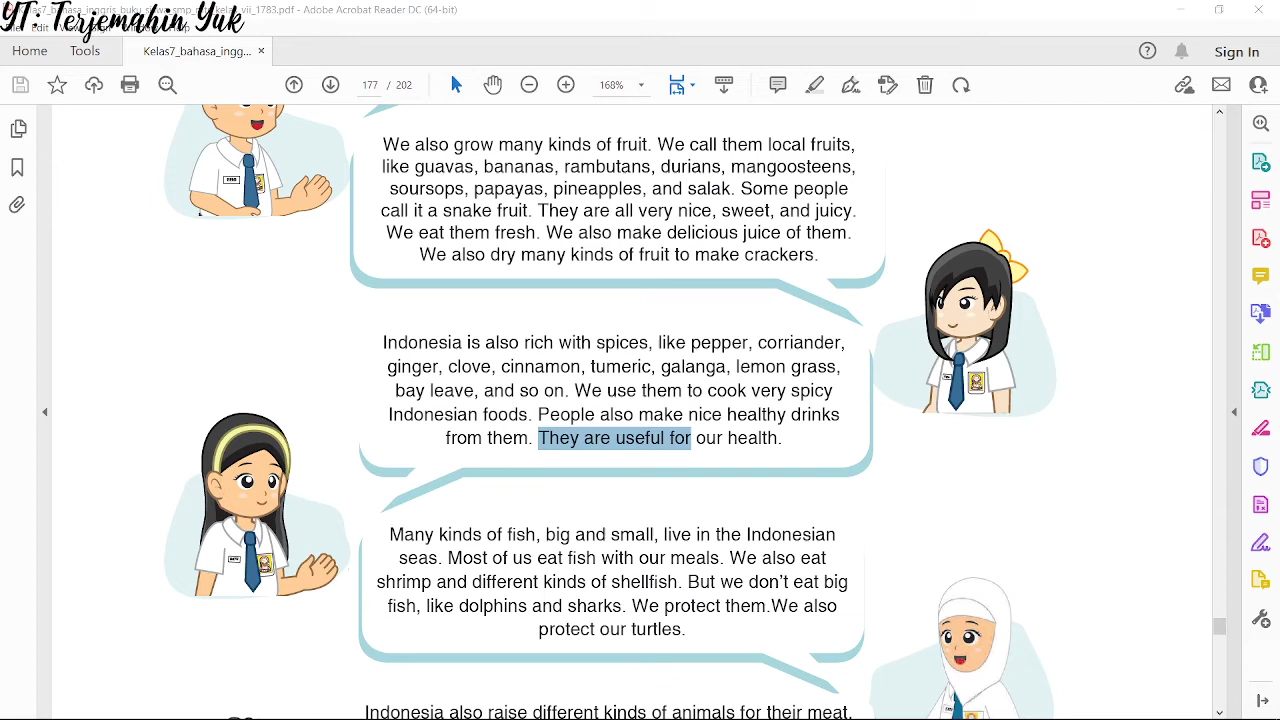 YT: Terjemahin Yuk
vii_1783.pdf - Adobe Acrobat Reader DC (64-bit)
Home
Tools
Kelas7_bahasa_ingg...
Sign In
177 / 202
168%
We also grow many kinds of fruit. We call them local fruits,
like guavas, bananas, rambutans, durians, mangoosteens,
soursops, papayas, pineapples, and salak. Some people
call it a snake fruit. They are all very nice, sweet, and juicy.
We eat them fresh. We also make delicious juice of them.
We also dry many kinds of fruit to make crackers.
Indonesia is also rich with spices, like pepper, corriander,
ginger, clove, cinnamon, tumeric, galanga, lemon grass,
bay leave, and so on. We use them to cook very spicy
Indonesian foods. People also make nice healthy drinks
from them. They are useful for our health.
Many kinds of fish, big and small, live in the Indonesian
seas. Most of us eat fish with our meals. We also eat
shrimp and different kinds of shellfish. But we don’t eat big
fish, like dolphins and sharks. We protect them.We also
protect our turtles.
Indonesia also raise different kinds of animals for their meat.